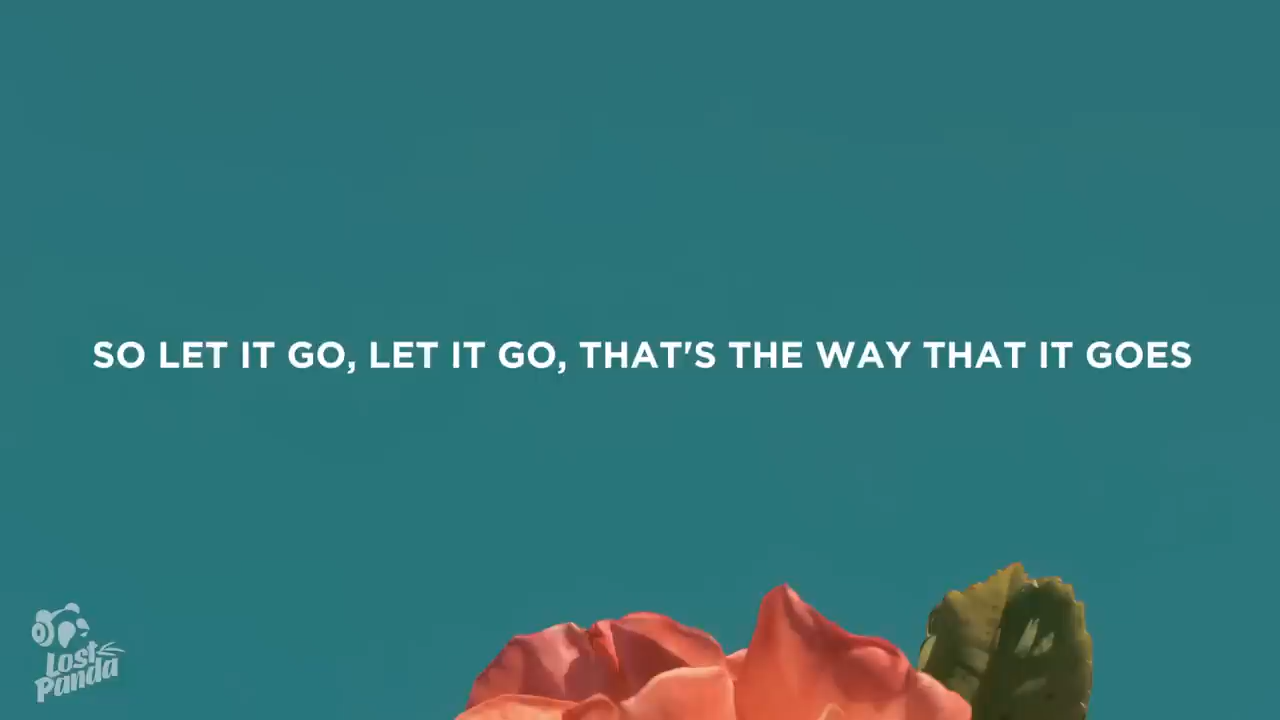 SO LET IT GO, LET IT GO, THAT'S THE WAY THAT IT GOES
Lost
Panda